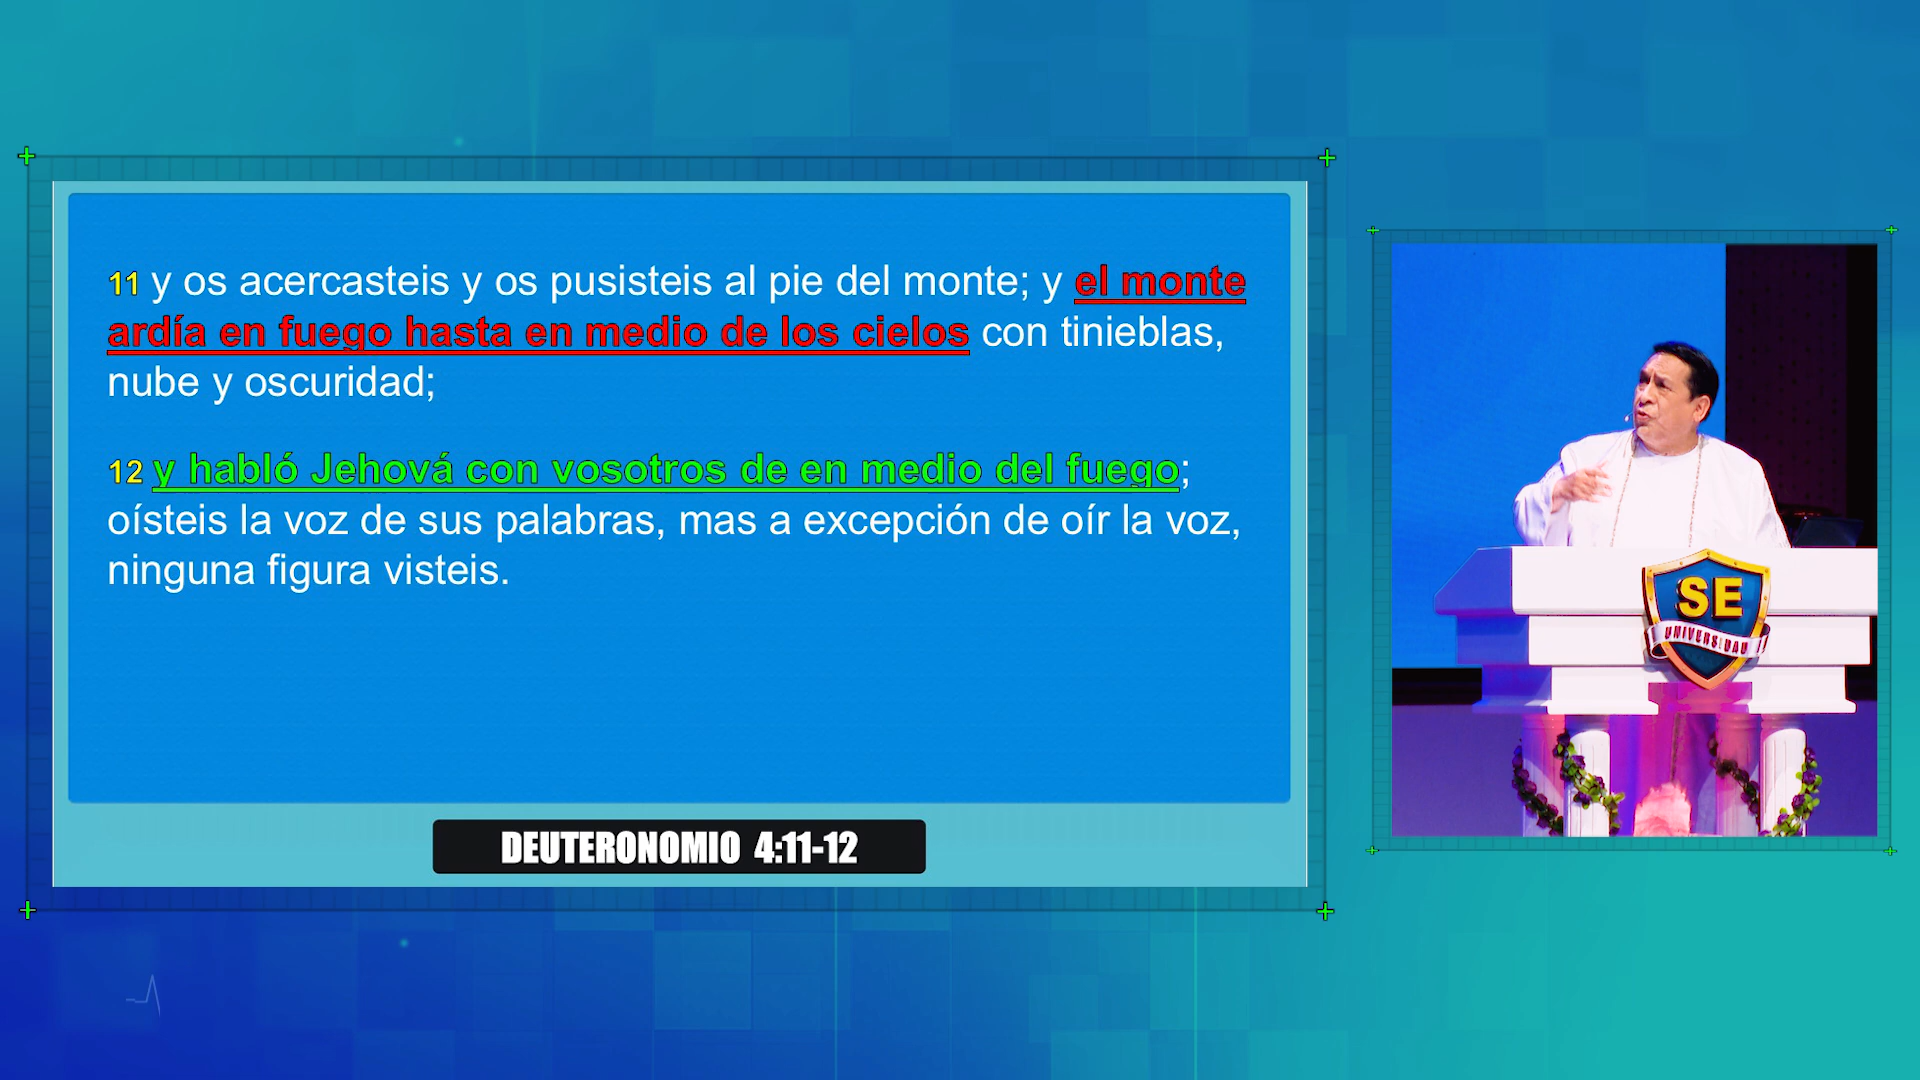 11 y os acercasteis y os pusisteis al pie del monte; y el monte
ardía en fuego hasta en medio de los cielos con tinieblas,
nube y oscuridad;
12 y habló Jehová con vosotros de en medio del fuego;
oísteis la voz de sus palabras, mas a excepción de oír la voz,
ninguna figura visteis.
DEUTERONOMIO 4:11-12
SE
UNIVERSIDAD